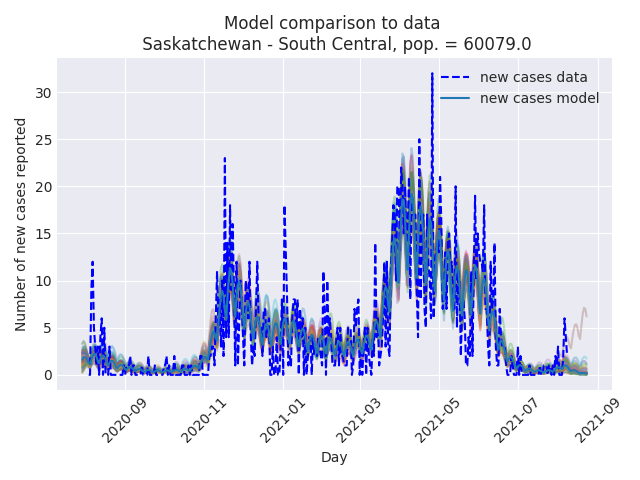 Model comparison to data
Saskatchewan - South Central, pop. = 60079.0
new cases data
new cases model
Number of new cases reported
30
25
20
15
10
5
0
2020-09
2020-11
2021-01
2021-03
2021-05
2021-07
2021-09
Day